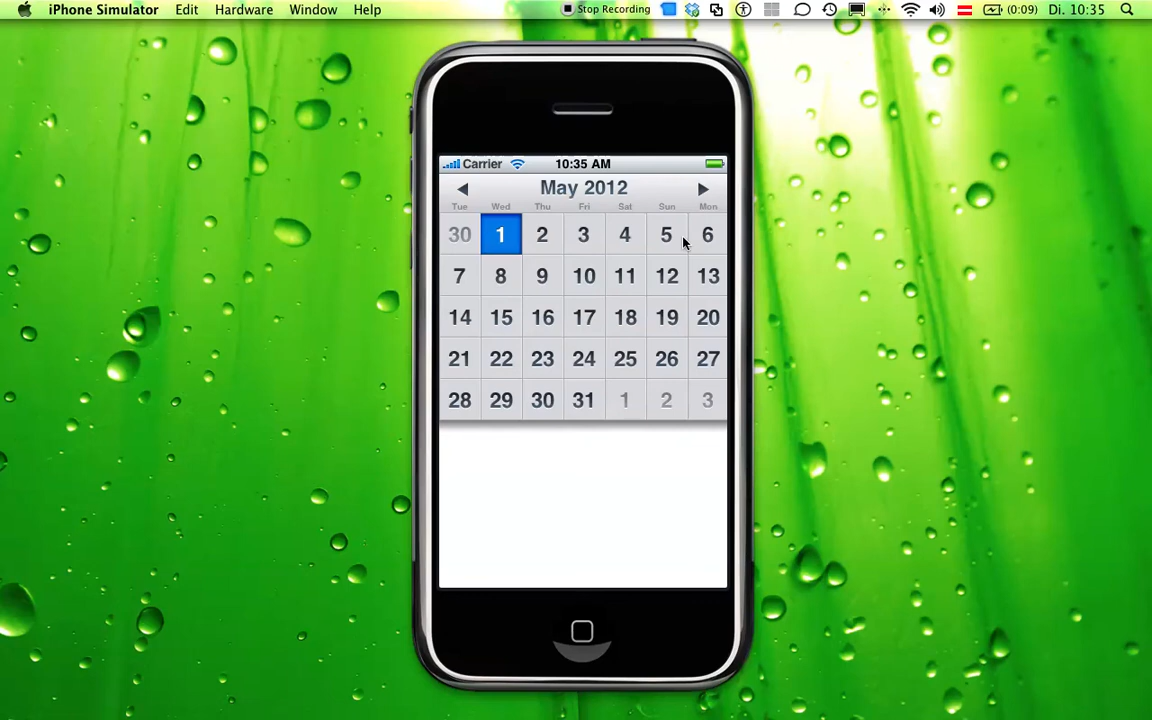 iPhone Simulator Edit Hardware Window Help Stop Recording (0:09) Di. 10:35
Carrier 10:35 AM
May 2012
Tue Wed Thu Fri Sat Sun Mon
30 1 2 3 4 5 6
7 8 9 10 11 12 13
14 15 16 17 18 19 20
21 22 23 24 25 26 27
28 29 30 31 1 2 3